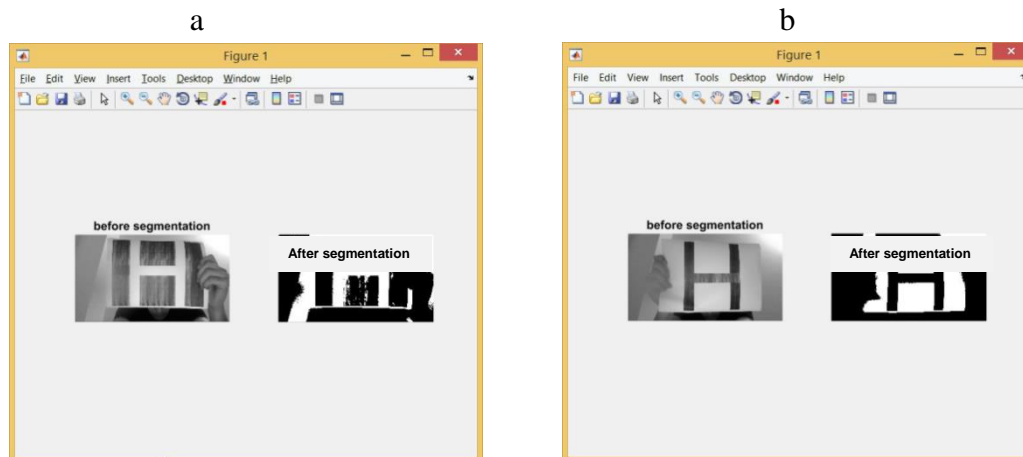 a
b
Figure 1
File Edit View Insert Tools Desktop Window Help
before segmentation
After segmentation
H
Figure 1
File Edit View Insert Tools Desktop Window Help
before segmentation
After segmentation
H